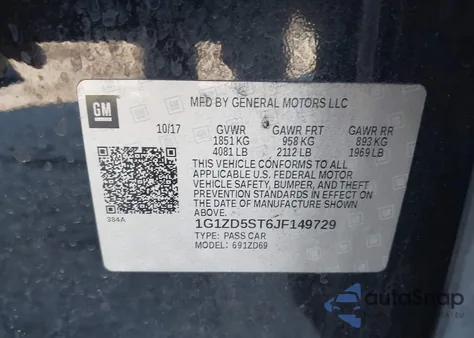 GM
MFD BY GENERAL MOTORS LLC
10/17 GVWR GAWR FRT GAWR RR
1851 KG 958 KG 893 KG
4081 LB 2112 LB 1969 LB
THIS VEHICLE CONFORMS TO ALL
APPLICABLE U.S. FEDERAL MOTOR
VEHICLE SAFETY, BUMPER, AND THEFT
PREVENTION STANDARDS IN EFFECT ON
THE DATE OF MANUFACTURE SHOWN
ABOVE.
384A
1G1ZD5ST6JF149729
TYPE: PASS CAR
MODEL: 691ZD69
autoSnap